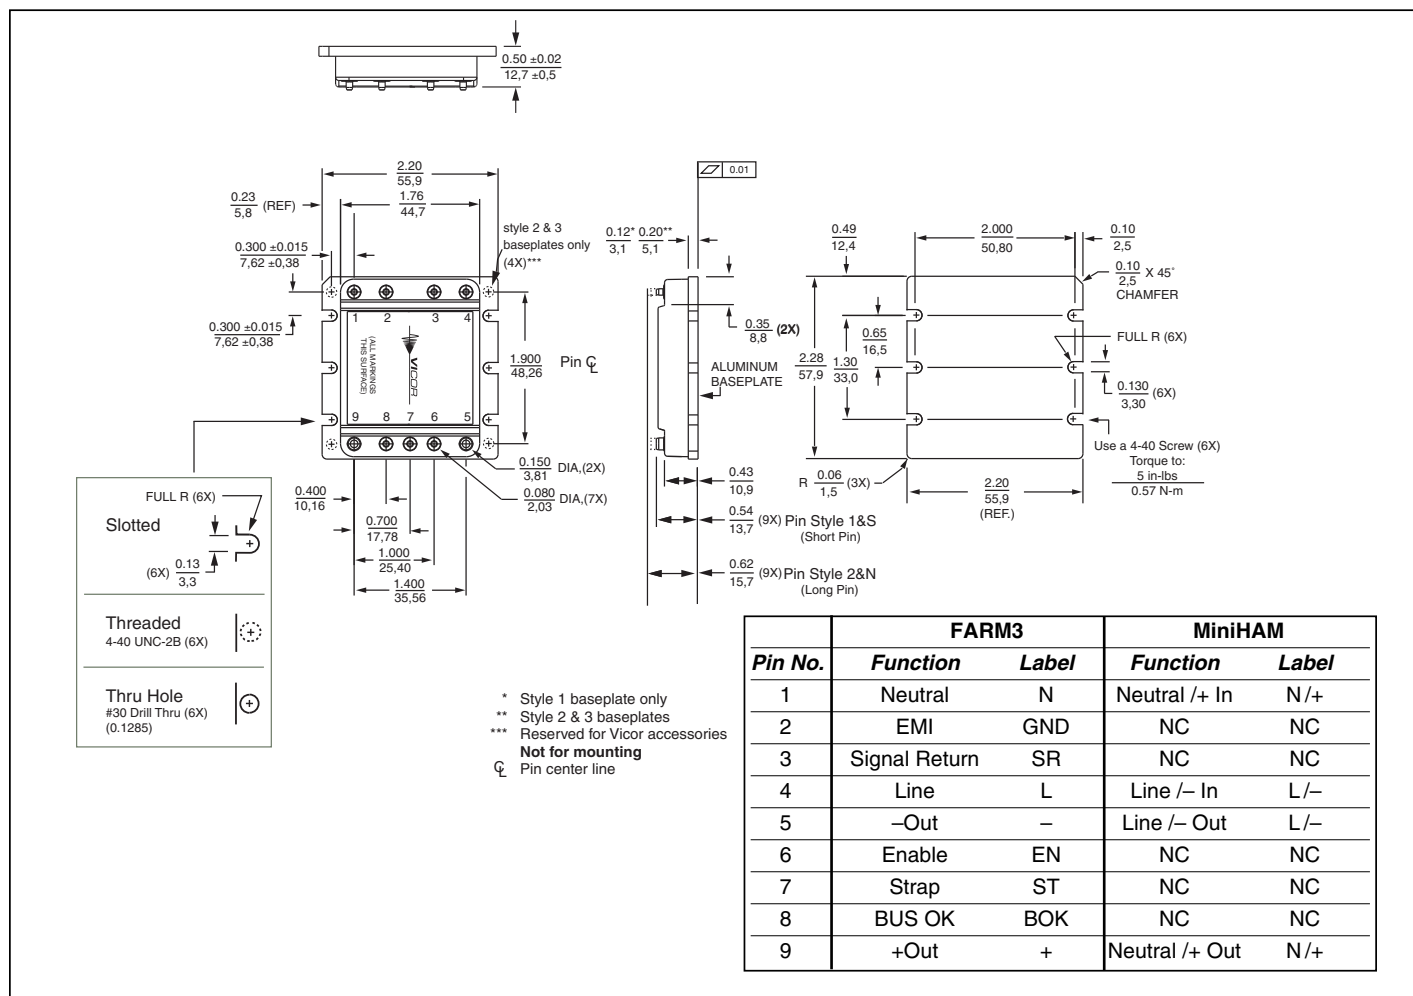 0.50 ±0.02
12,7 ±0,5
2.20
55,9
0.23
5,8
(REF)
1.76
44,7
style 2 & 3
baseplates only
(4X)***
0.300 ±0.015
7,62 ±0,38
0.300 ±0.015
7,62 ±0,38
1 2 3 4
VICOR
(ALL MARKINGS
THIS SURFACE)
9 8 7 6 5
1.900
48,26
Pin ℄
0.150
3,81
DIA,(2X)
0.080
2,03
DIA,(7X)
0.400
10,16
0.700
17,78
1.000
25,40
1.400
35,56
0.01
0.12* 0.20**
3,1 5,1
0.35
8,8
(2X)
ALUMINUM
BASEPLATE
0.43
10,9
0.54
13,7
(9X) Pin Style 1&S
(Short Pin)
0.62
15,7
(9X) Pin Style 2&N
(Long Pin)
0.49
12,4
2.000
50,80
0.10
2,5
0.10
2,5
X 45°
CHAMFER
0.65
16,5
FULL R (6X)
2.28
57,9
1.30
33,0
0.130
3,30
(6X)
Use a 4-40 Screw (6X)
Torque to:
5 in-lbs
0.57 N-m
R 0.06
1,5
(3X)
2.20
55,9
(REF.)
FULL R (6X)
Slotted
(6X) 0.13
3,3
Threaded
4-40 UNC-2B (6X)
Thru Hole
#30 Drill Thru (6X)
(0.1285)
* Style 1 baseplate only
** Style 2 & 3 baseplates
*** Reserved for Vicor accessories
Not for mounting
℄ Pin center line
FARM3 MiniHAM
Pin No. Function Label Function Label
1 Neutral N Neutral /+ In N /+
2 EMI GND NC NC
3 Signal Return SR NC NC
4 Line L Line /– In L /–
5 –Out – Line /– Out L /–
6 Enable EN NC NC
7 Strap ST NC NC
8 BUS OK BOK NC NC
9 +Out + Neutral /+ Out N /+